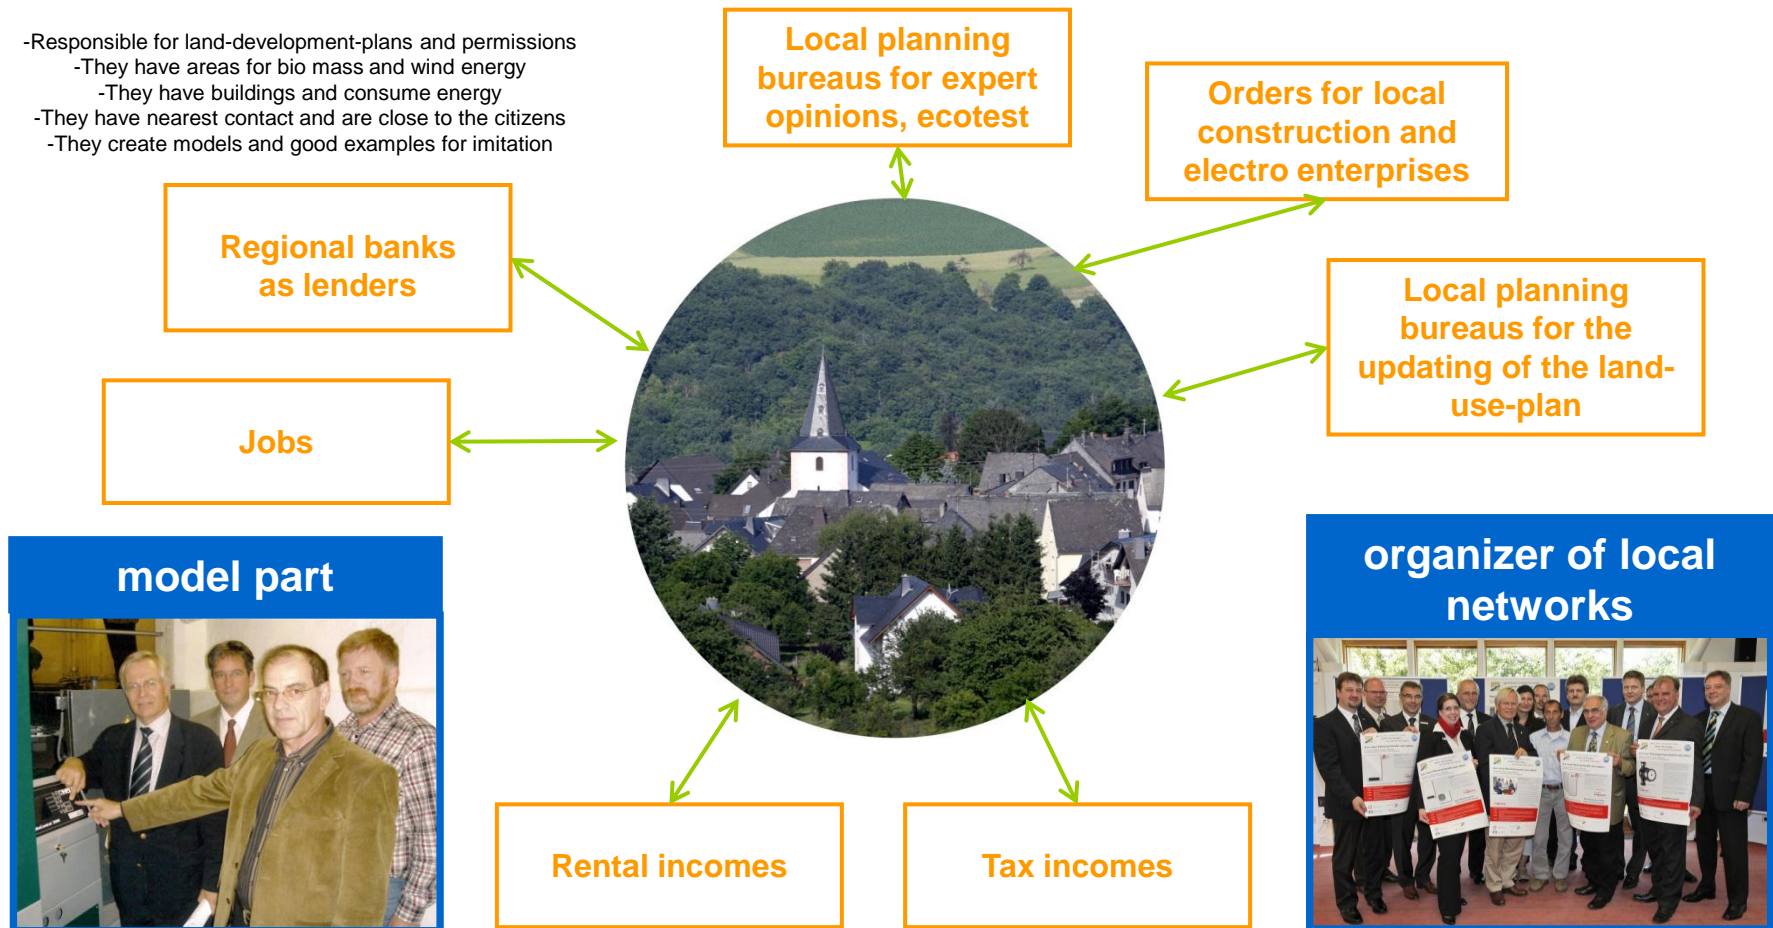 -Responsible for land-development-plans and permissions
-They have areas for bio mass and wind energy
-They have buildings and consume energy
-They have nearest contact and are close to the citizens
-They create models and good examples for imitation
Local planning
bureaus for expert
opinions, ecotest
Orders for local
construction and
electro enterprises
Regional banks
as lenders
Local planning
bureaus for the
updating of the land-
use-plan
Jobs
model part
organizer of local
networks
Rental incomes
Tax incomes